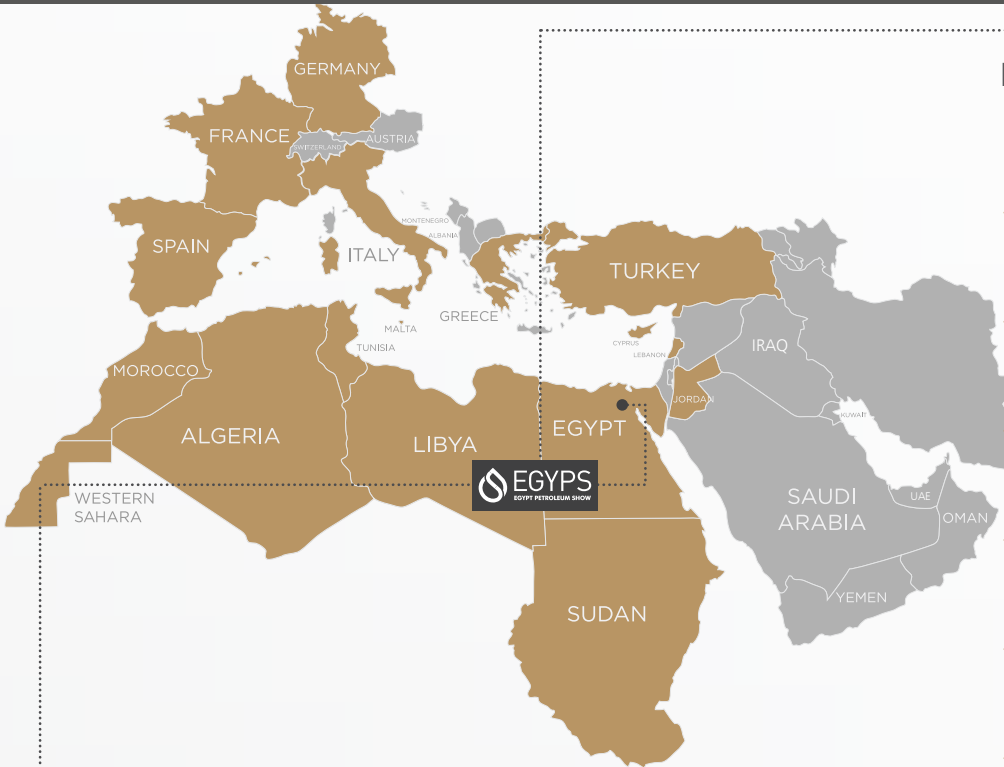 GERMANY
FRANCE
SWITZERLAND
AUSTRIA
SPAIN
ITALY
MONTENEGRO
ALBANIA
GREECE
TURKEY
MALTA
TUNISIA
CYPRUS
LEBANON
IRAQ
MOROCCO
JORDAN
KUWAIT
ALGERIA
LIBYA
EGYPT
EGYPS
EGYPT PETROLEUM SHOW
WESTERN
SAHARA
SAUDI
ARABIA
UAE
OMAN
YEMEN
SUDAN